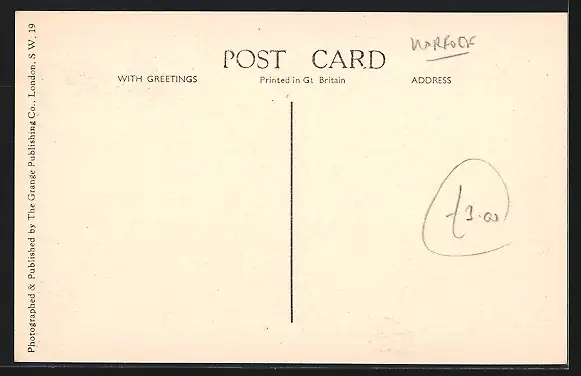 NORFOLK
POST CARD
WITH GREETINGS
Printed in Gt Britain
ADDRESS
£3.00
Photographed & Published by The Grange Publishing Co., London, S W. 19